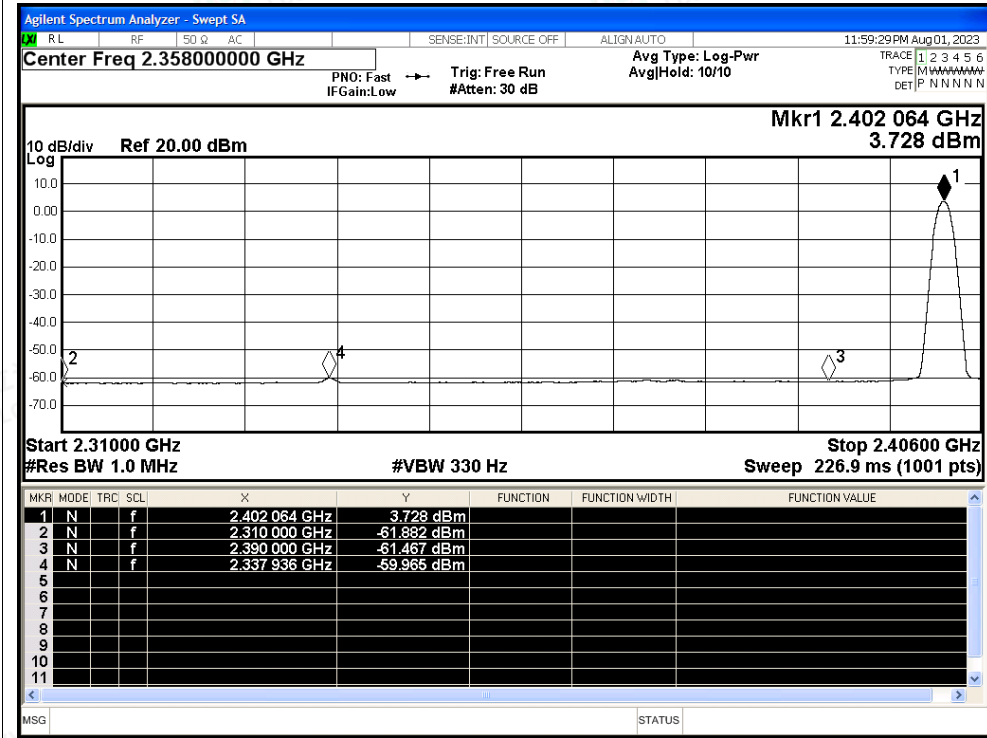 Agilent Spectrum Analyzer - Swept SA
LXI RL RF 50 Ω AC SENSE:INT SOURCE OFF ALIGN AUTO 11:59:29 PM Aug 01, 2023
Center Freq 2.358000000 GHz Avg Type: Log-Pwr TRACE 1 2 3 4 5 6
PNO: Fast Trig: Free Run Avg|Hold: 10/10 TYPE M WWWWW
IFGain:Low #Atten: 30 dB DET P N N N N N
Mkr1 2.402 064 GHz
3.728 dBm
10 dB/div Ref 20.00 dBm
Log
10.0
0.00
-10.0
-20.0
-30.0
-40.0
-50.0
-60.0
-70.0
1
2
4
3
Start 2.31000 GHz Stop 2.40600 GHz
#Res BW 1.0 MHz #VBW 330 Hz Sweep 226.9 ms (1001 pts)
MKR MODE TRC SCL X Y FUNCTION FUNCTION WIDTH FUNCTION VALUE
1 N f 2.402 064 GHz 3.728 dBm
2 N f 2.310 000 GHz -61.882 dBm
3 N f 2.390 000 GHz -61.467 dBm
4 N f 2.337 936 GHz -59.965 dBm
5
6
7
8
9
10
11
MSG STATUS